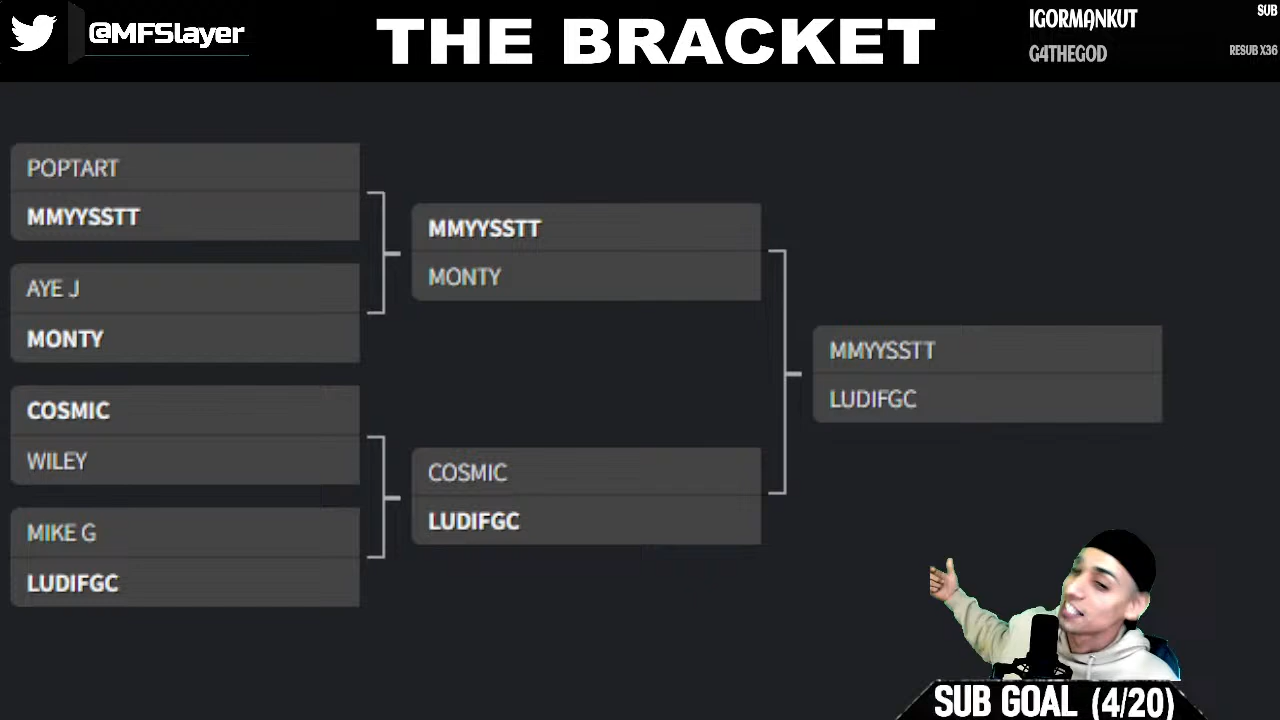 @MFSlayer
THE BRACKET
IGORMANKUT
SUB
G4THEGOD
RESUB X36
POPTART
MMYYSSTT
AYE J
MONTY
COSMIC
WILEY
MIKE G
LUDIFGC
MMYYSSTT
MONTY
COSMIC
LUDIFGC
MMYYSSTT
LUDIFGC
SUB GOAL (4/20)